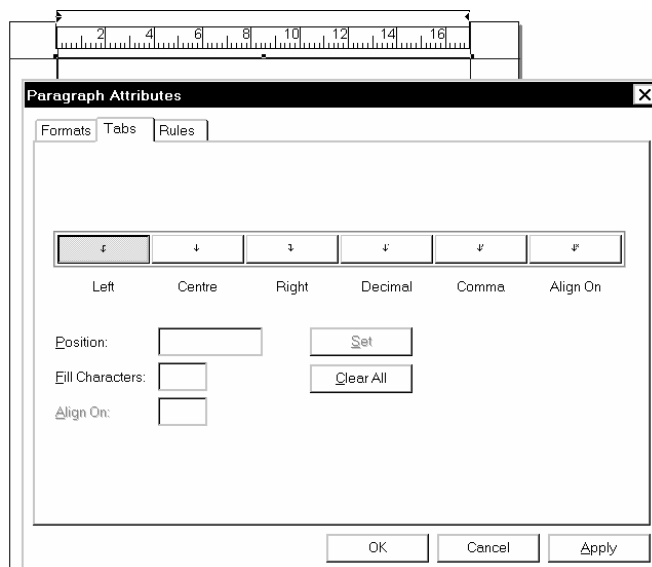 2 4 6 8 10 12 14 16
Paragraph Attributes
Formats Tabs Rules
Left Centre Right Decimal Comma Align On
Position: Set
Fill Characters: Clear All
Align On:
OK Cancel Apply